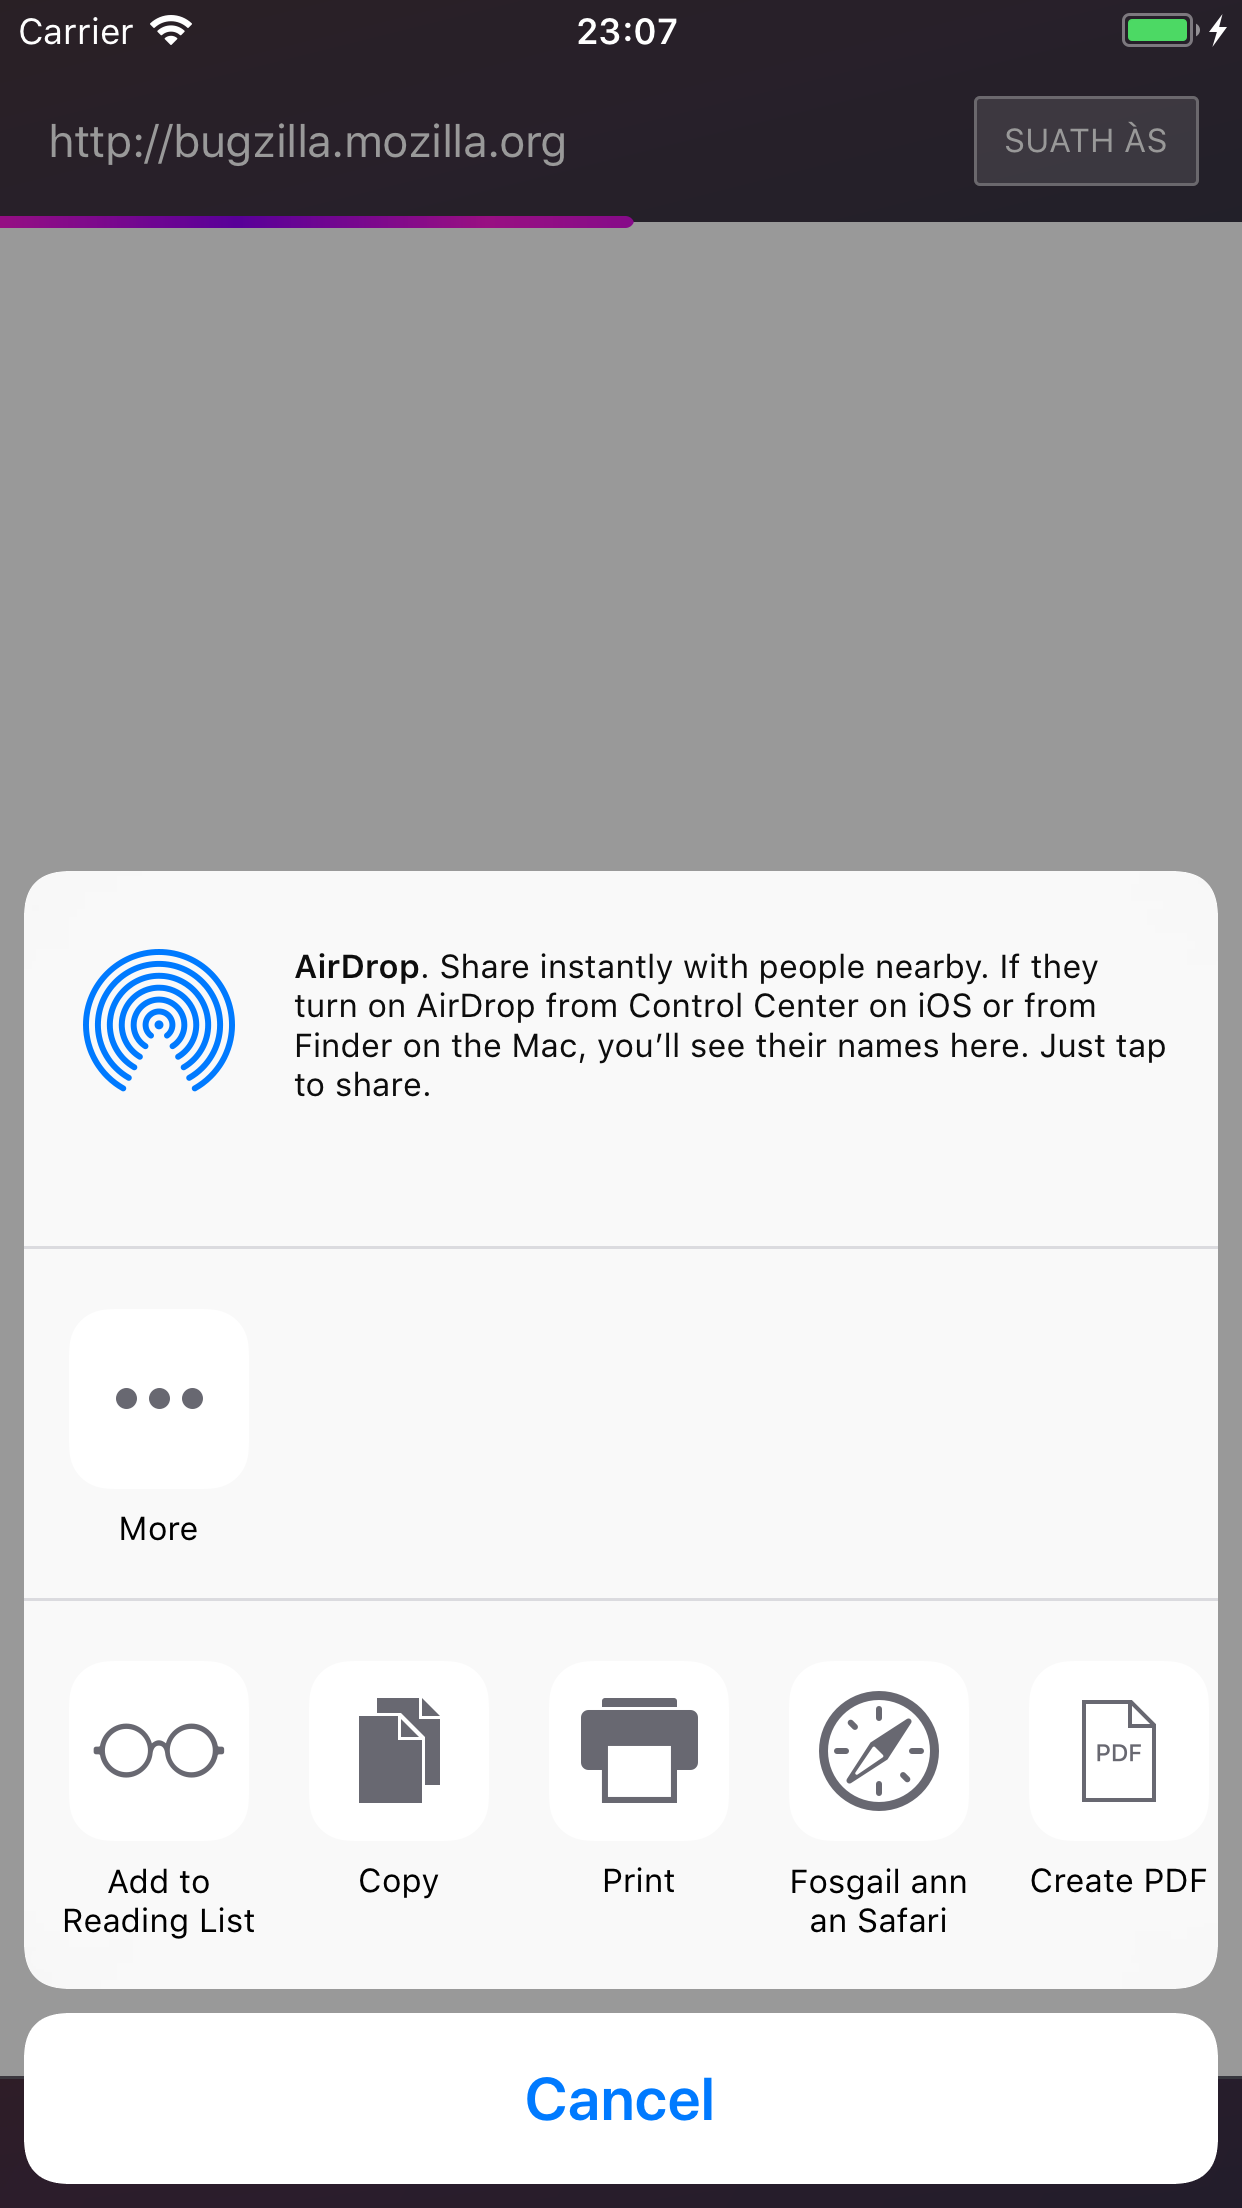 Carrier 23:07
http://bugzilla.mozilla.org SUATH ÀS
AirDrop. Share instantly with people nearby. If they
turn on AirDrop from Control Center on iOS or from
Finder on the Mac, you’ll see their names here. Just tap
to share.
More
Add to
Reading List
Copy
Print
Fosgail ann
an Safari
PDF
Create PDF
Cancel